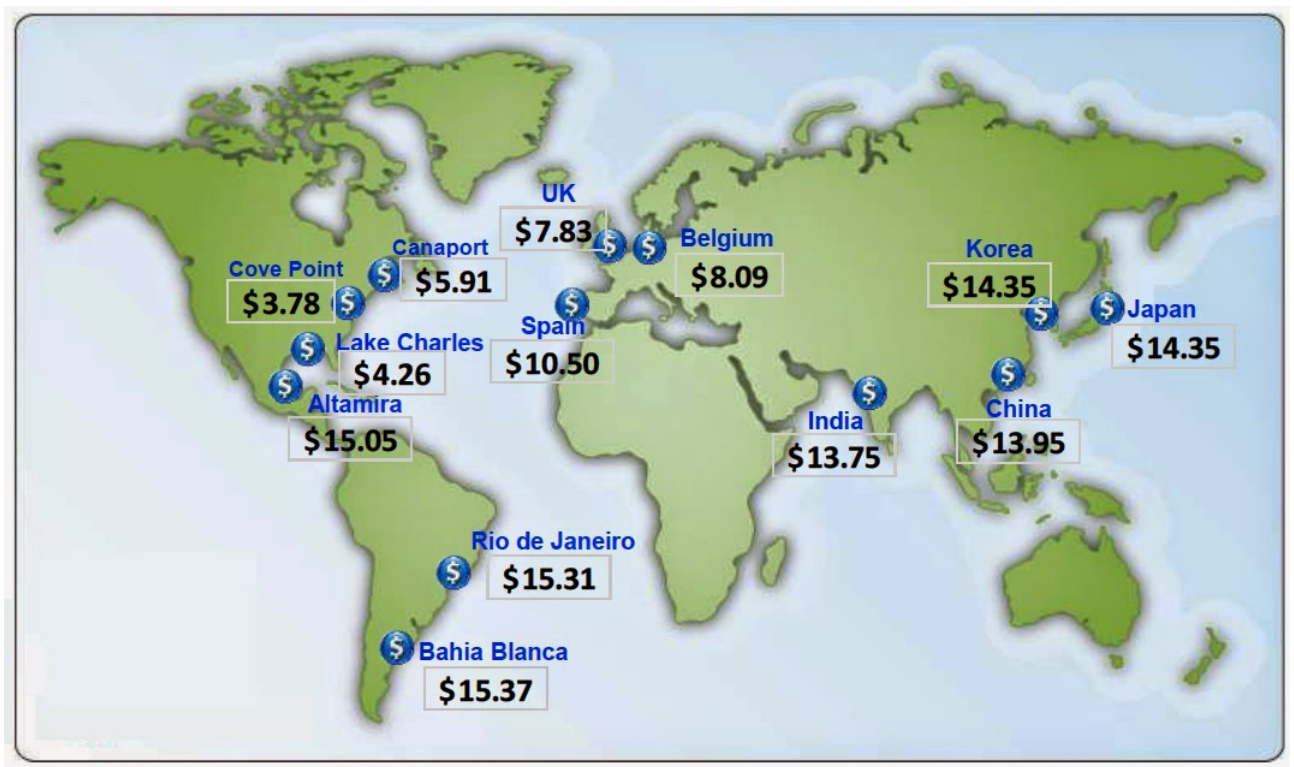 UK
$7.83
Canaport
$5.91
Belgium
$8.09
Korea
$14.35
Cove Point
$3.78
Japan
$14.35
Spain
$10.50
Lake Charles
$4.26
Altamira
$15.05
India
$13.75
China
$13.95
Rio de Janeiro
$15.31
Bahia Blanca
$15.37